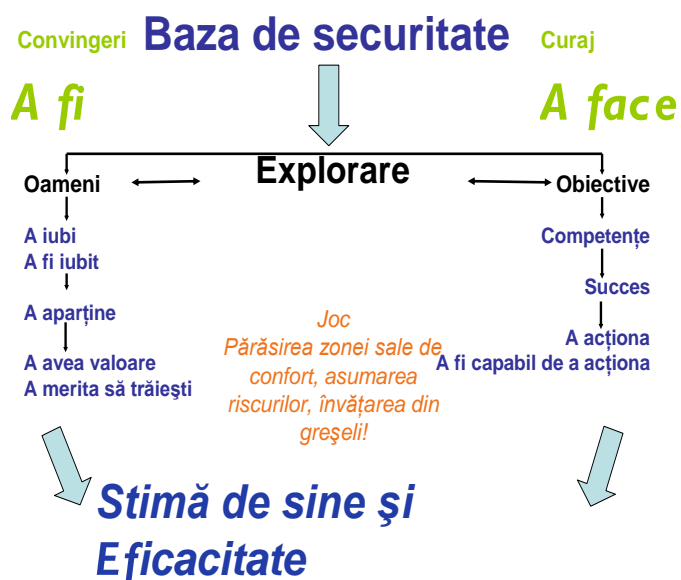 Convingeri Baza de securitate Curaj
A fi A face
Explorare
Oameni Obiective
A iubi
A fi iubit
A aparține
A avea valoare
A merita să trăieşti
Competențe
Succes
A acționa
A fi capabil de a acționa
Joc
Părăsirea zonei sale de
confort, asumarea
riscurilor, învățarea din
greşeli!
Stimă de sine şi
Eficacitate